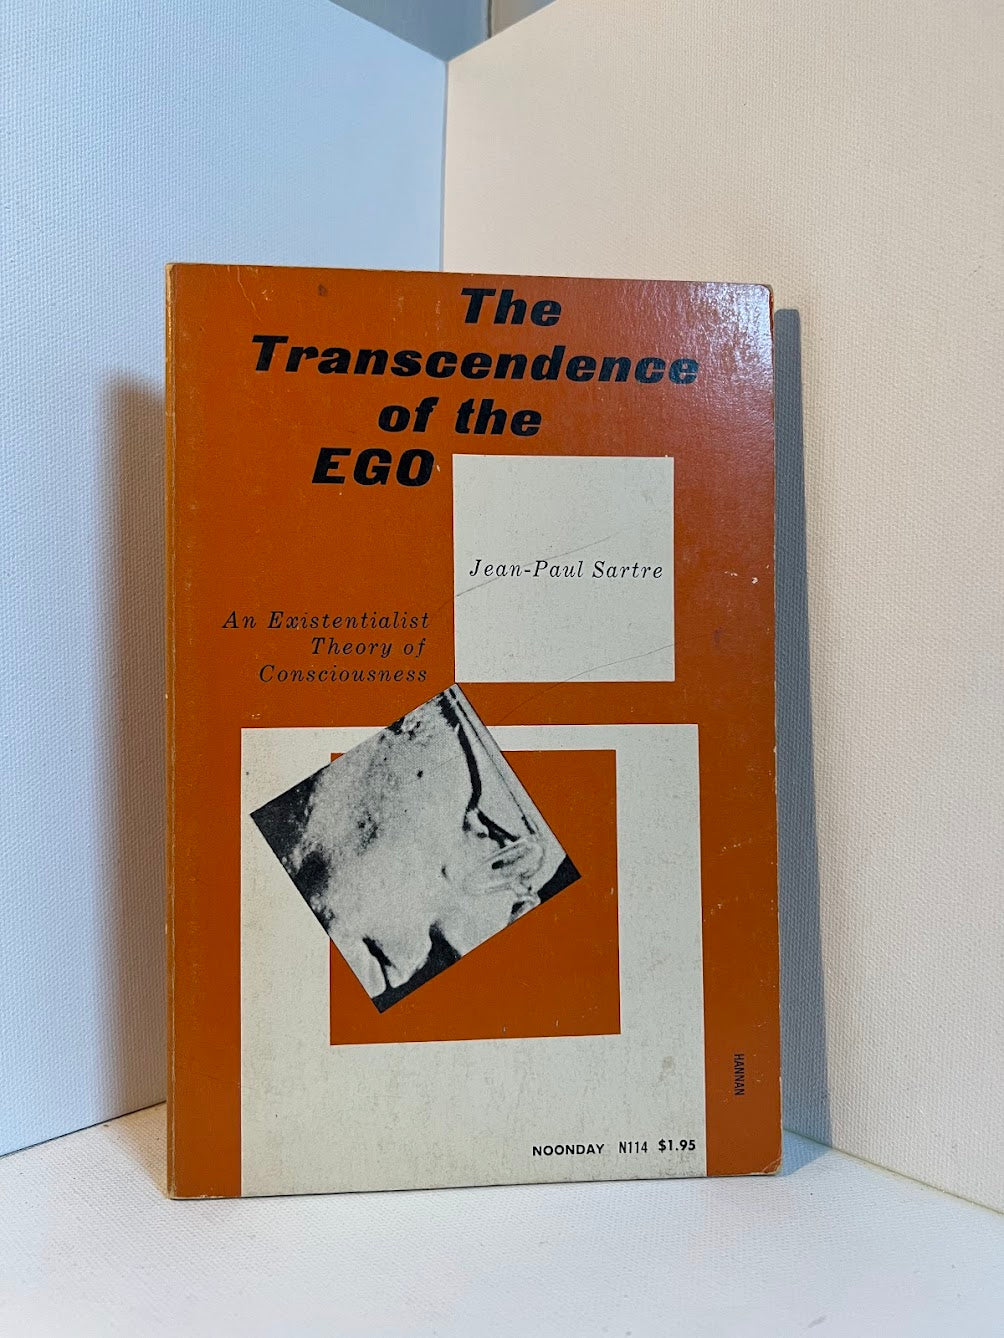 The
Transcendence
of the
EGO
Jean-Paul Sartre
An Existentialist
Theory of
Consciousness
HANNAN
NOONDAY N114 $1.95